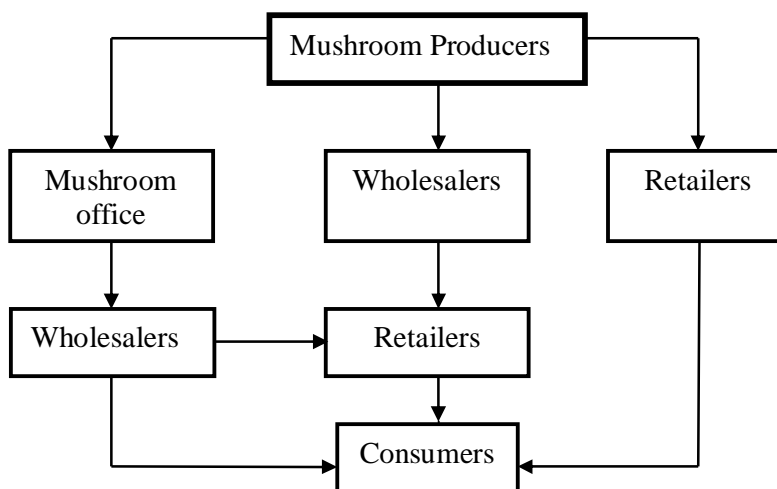 Mushroom Producers
Mushroom
office
Wholesalers
Retailers
Wholesalers
Retailers
Consumers